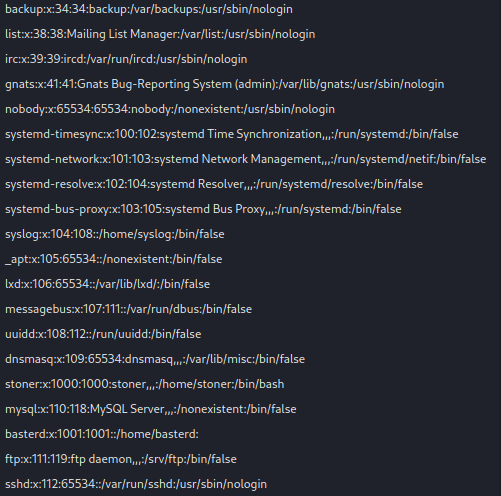 backup:x:34:34:backup:/var/backups:/usr/sbin/nologin
list:x:38:38:Mailing List Manager:/var/list:/usr/sbin/nologin
irc:x:39:39:ircd:/var/run/ircd:/usr/sbin/nologin
gnats:x:41:41:Gnats Bug-Reporting System (admin):/var/lib/gnats:/usr/sbin/nologin
nobody:x:65534:65534:nobody:/nonexistent:/usr/sbin/nologin
systemd-timesync:x:100:102:systemd Time Synchronization,,,:/run/systemd:/bin/false
systemd-network:x:101:103:systemd Network Management,,,:/run/systemd/netif:/bin/false
systemd-resolve:x:102:104:systemd Resolver,,,:/run/systemd/resolve:/bin/false
systemd-bus-proxy:x:103:105:systemd Bus Proxy,,,:/run/systemd:/bin/false
syslog:x:104:108::/home/syslog:/bin/false
_apt:x:105:65534::/nonexistent:/bin/false
lxd:x:106:65534::/var/lib/lxd/:/bin/false
messagebus:x:107:111::/var/run/dbus:/bin/false
uuidd:x:108:112::/run/uuidd:/bin/false
dnsmasq:x:109:65534:dnsmasq,,,:/var/lib/misc:/bin/false
stoner:x:1000:1000:stoner,,,:/home/stoner:/bin/bash
mysql:x:110:118:MySQL Server,,,:/nonexistent:/bin/false
basterd:x:1001:1001::/home/basterd:
ftp:x:111:119:ftp daemon,,,:/srv/ftp:/bin/false
sshd:x:112:65534::/var/run/sshd:/usr/sbin/nologin